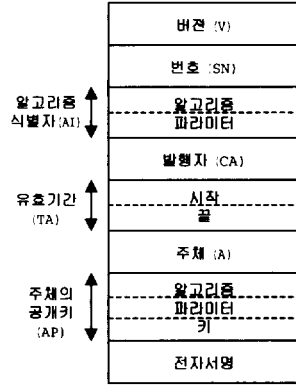 버젼 (V)
번호 (SN)
알고리즘
식별자(AI)
알고리즘
파라미터
발행자 (CA)
유효기간
(TA)
시작
끝
주체 (A)
주체의
공개키
(AP)
알고리즘
파라미터
키
전자서명